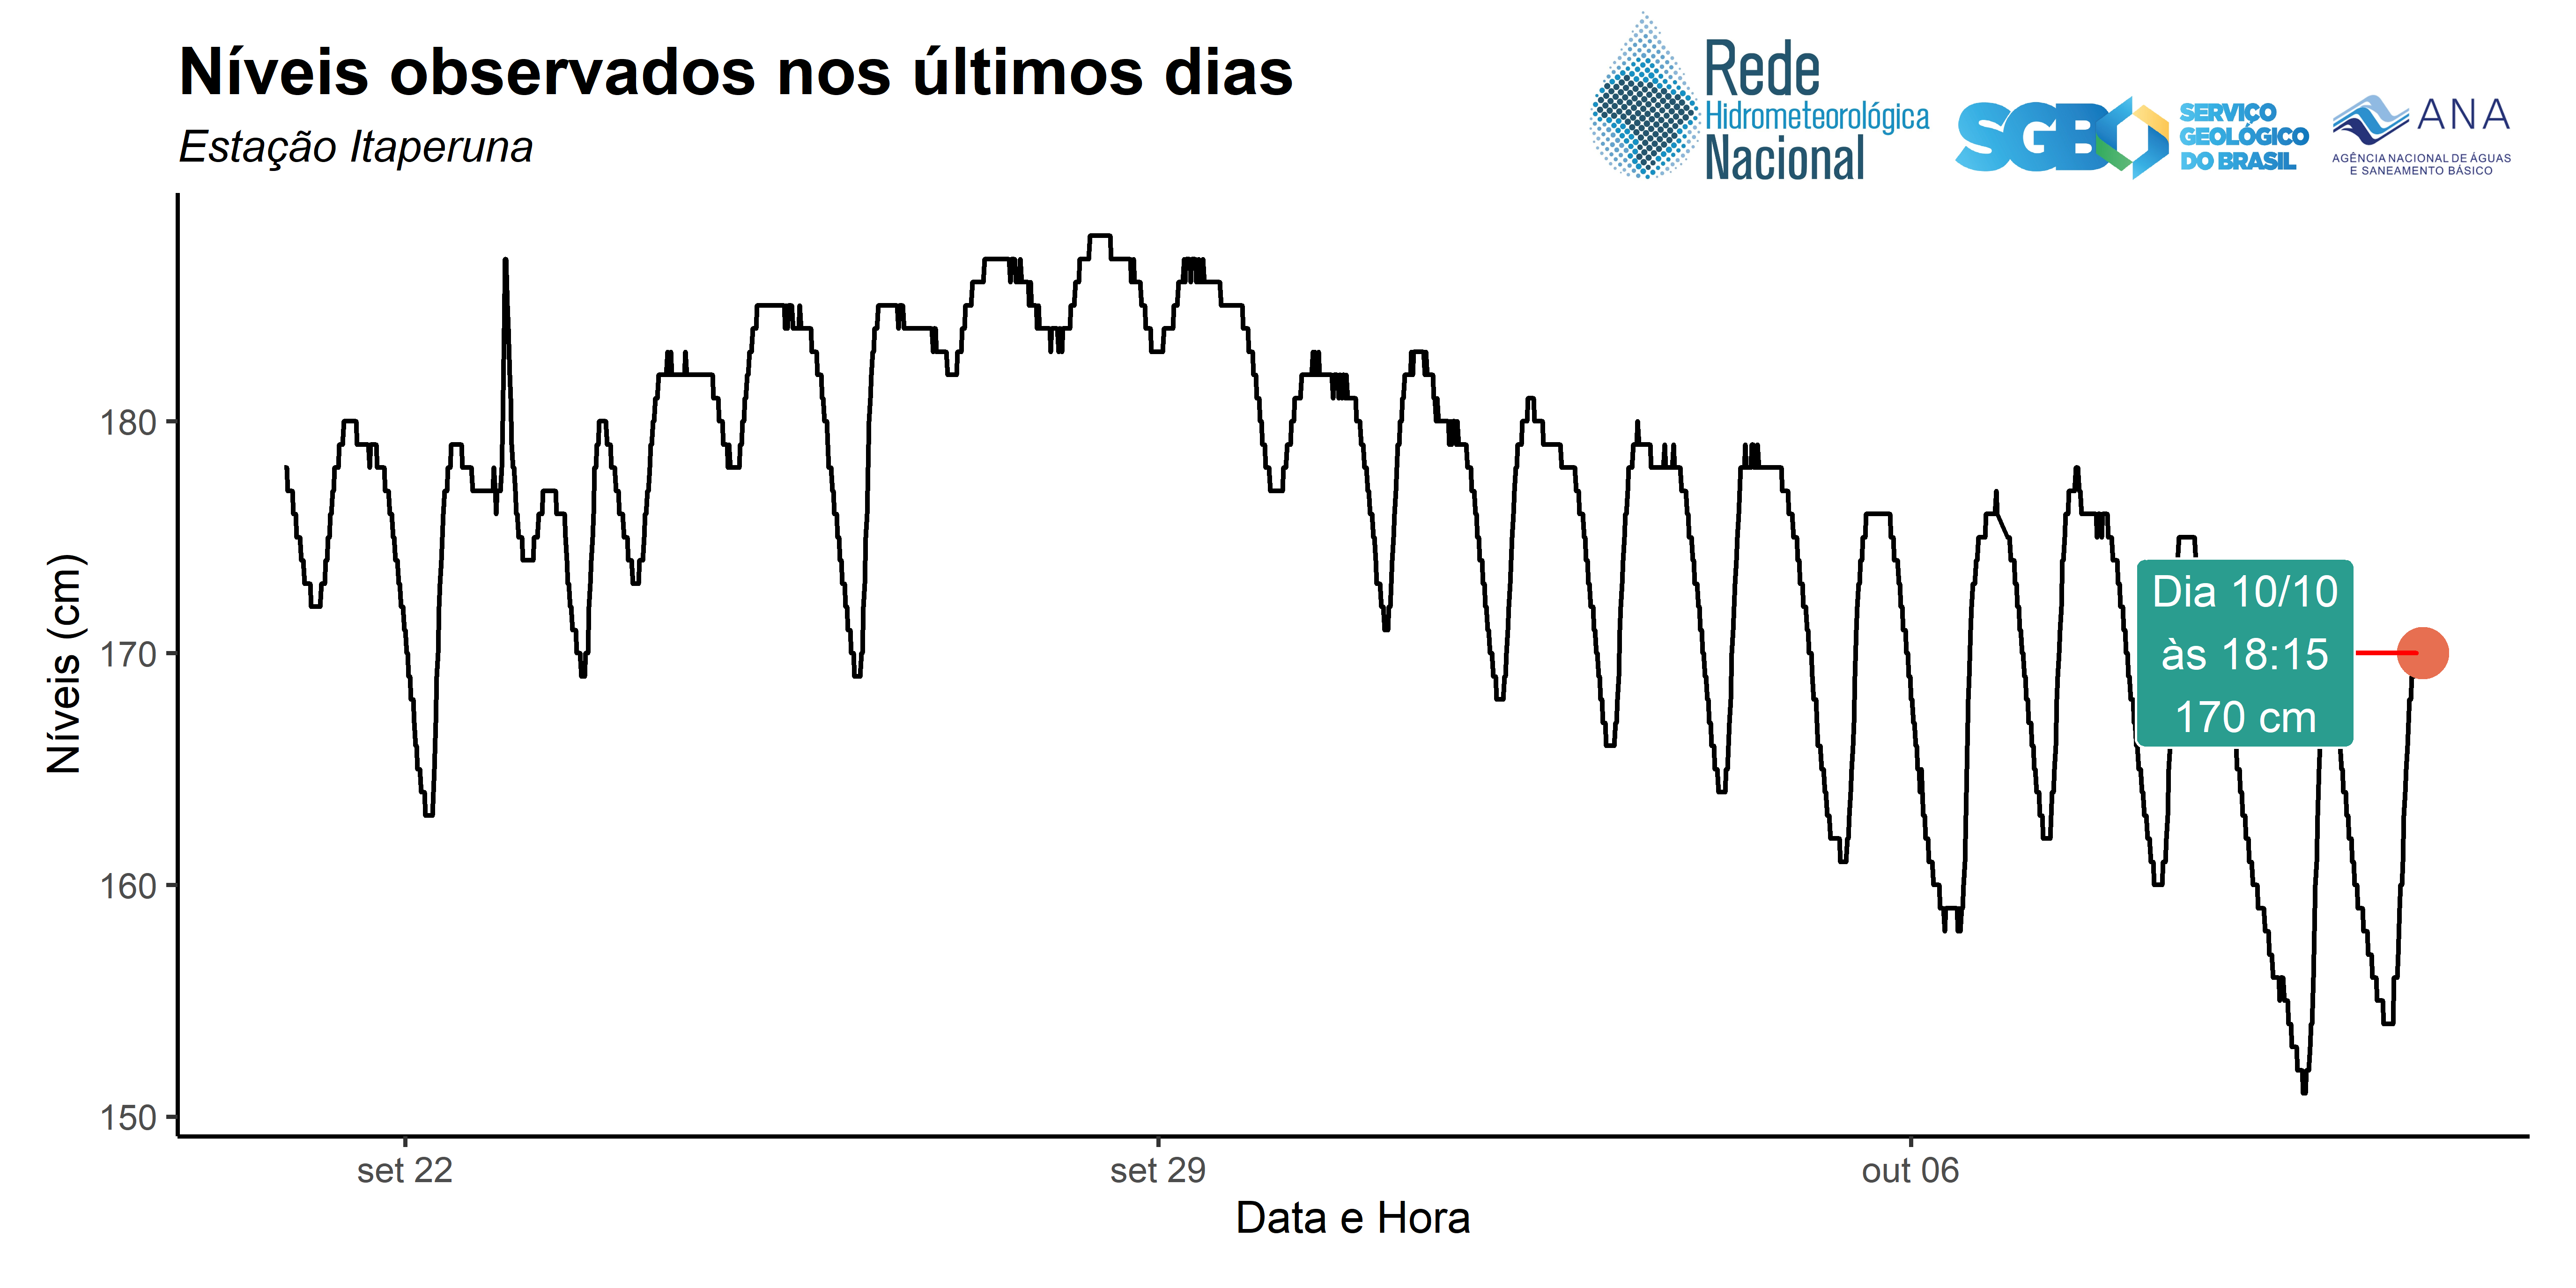 Níveis observados nos últimos dias
Estação Itaperuna
Rede
Hidrometeorológica
Nacional
SGB
SERVIÇO
GEOLÓGICO
DO BRASIL
ANA
AGÊNCIA NACIONAL DE ÁGUAS
E SANEAMENTO BÁSICO
Níveis (cm)
180
170
160
150
Dia 10/10
às 18:15
170 cm
set 22
set 29
out 06
Data e Hora